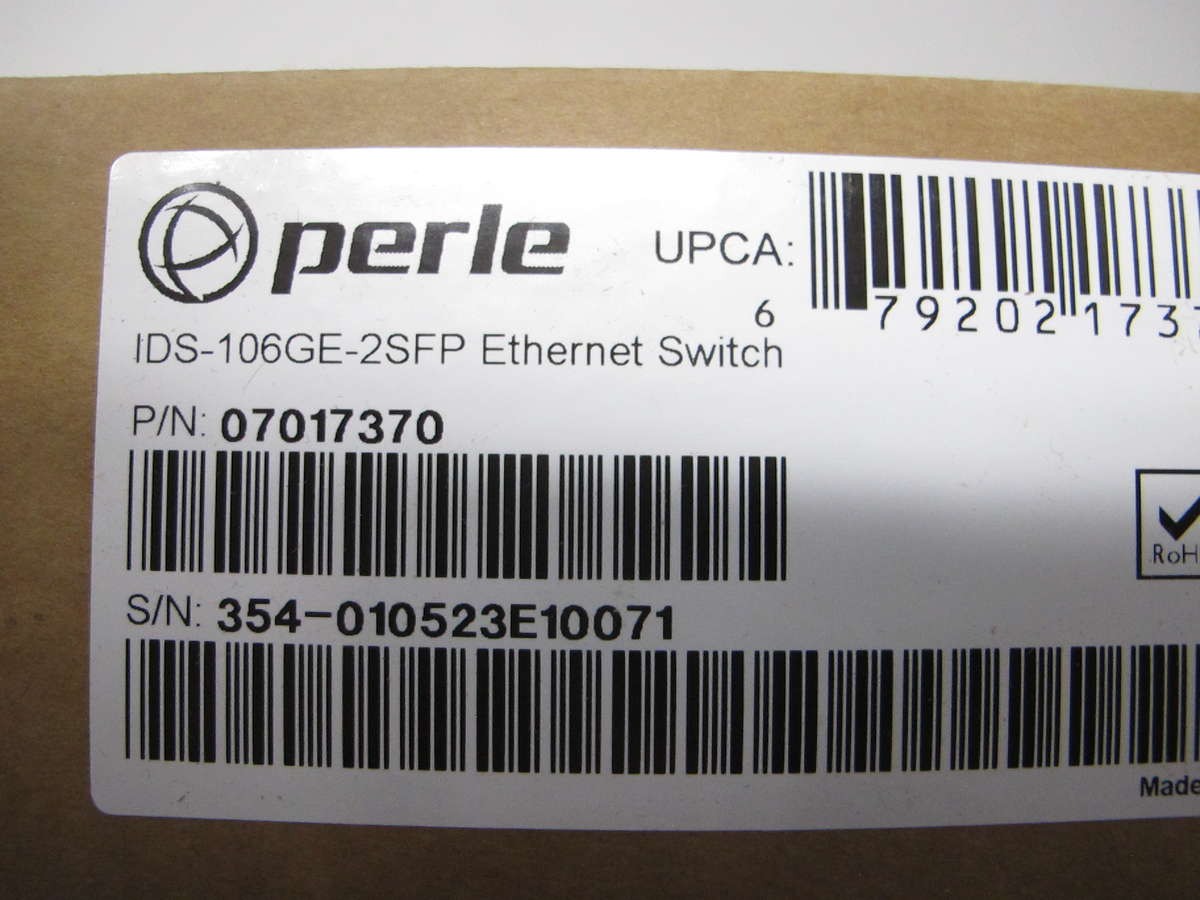 perle
UPCA:
6 79202 173
IDS-106GE-2SFP Ethernet Switch
P/N: 07017370
S/N: 354-010523E10071
RoH
Made